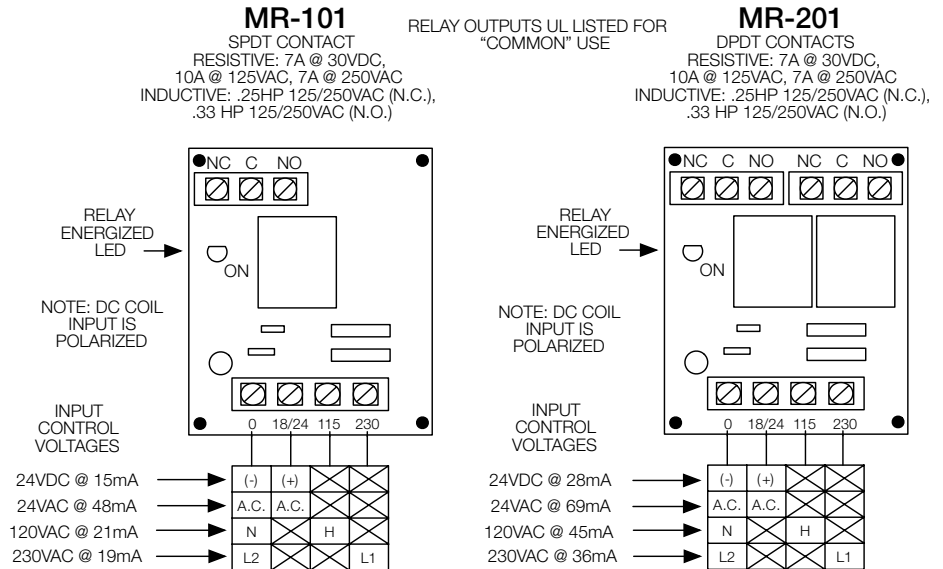 MR-101
SPDT CONTACT
RESISTIVE: 7A @ 30VDC,
10A @ 125VAC, 7A @ 250VAC
INDUCTIVE: .25HP 125/250VAC (N.C.),
.33 HP 125/250VAC (N.O.)
RELAY OUTPUTS UL LISTED FOR
“COMMON” USE
MR-201
DPDT CONTACTS
RESISTIVE: 7A @ 30VDC,
10A @ 125VAC, 7A @ 250VAC
INDUCTIVE: .25HP 125/250VAC (N.C.),
.33 HP 125/250VAC (N.O.)
NC C NO
RELAY
ENERGIZED
LED
ON
NOTE: DC COIL
INPUT IS
POLARIZED
INPUT
CONTROL
VOLTAGES
0 18/24 115 230
24VDC @ 15mA (-) (+)
24VAC @ 48mA A.C. A.C.
120VAC @ 21mA N H
230VAC @ 19mA L2 L1
NC C NO NC C NO
RELAY
ENERGIZED
LED
ON
NOTE: DC COIL
INPUT IS
POLARIZED
INPUT
CONTROL
VOLTAGES
0 18/24 115 230
24VDC @ 28mA (-) (+)
24VAC @ 69mA A.C. A.C.
120VAC @ 45mA N H
230VAC @ 36mA L2 L1